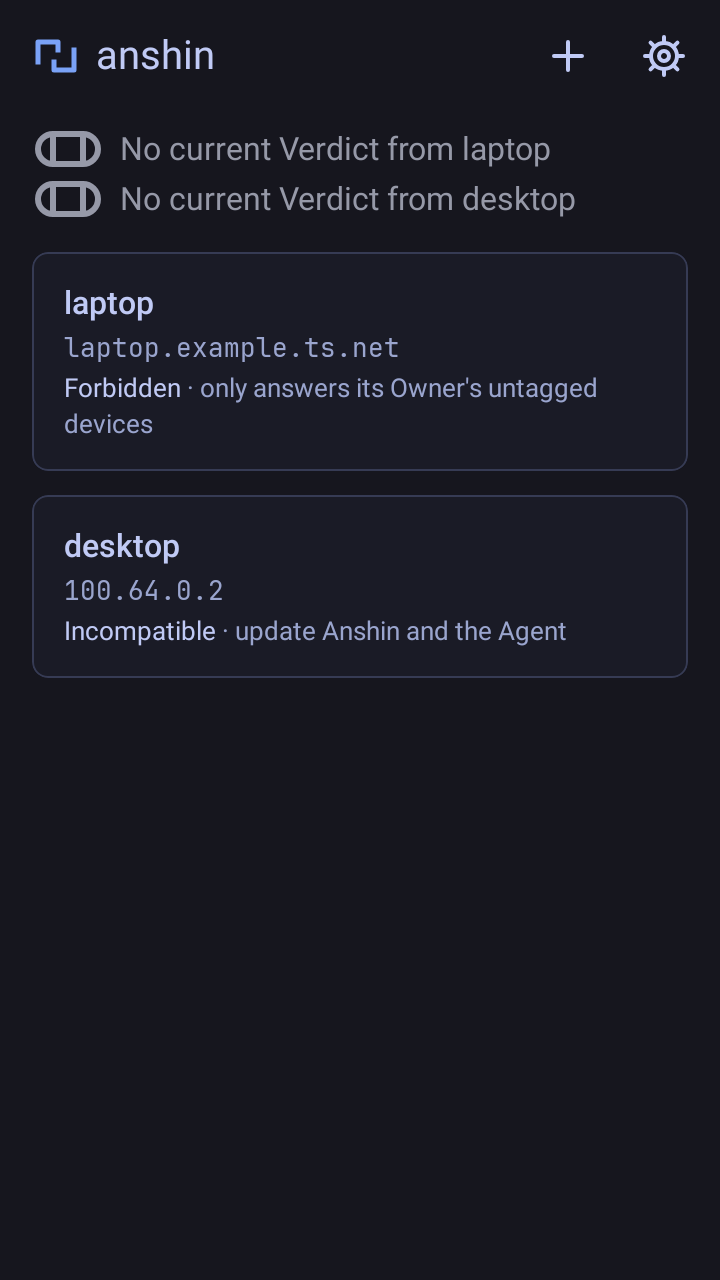 anshin
No current Verdict from laptop
No current Verdict from desktop
laptop
laptop.example.ts.net
Forbidden · only answers its Owner's untagged
devices
desktop
100.64.0.2
Incompatible · update Anshin and the Agent